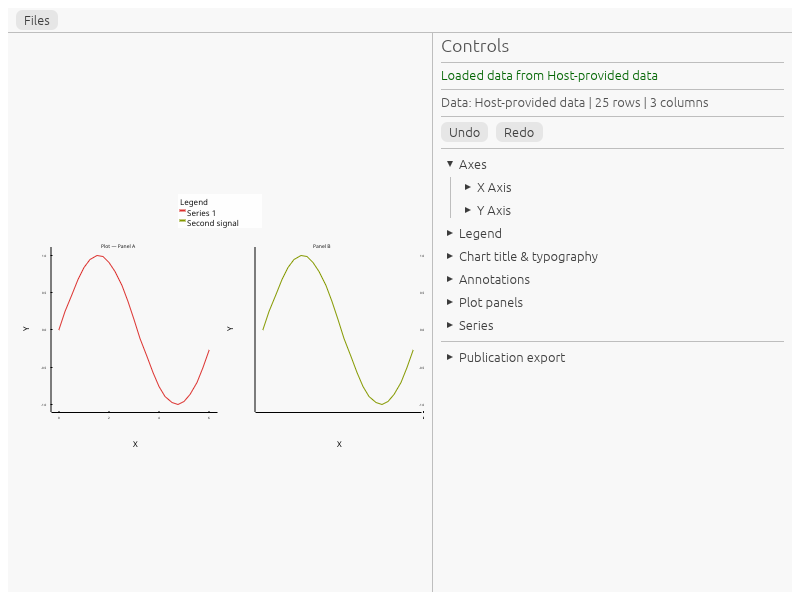 Files
Controls
Loaded data from Host-provided data
Data: Host-provided data | 25 rows | 3 columns
Undo Redo
Axes
X Axis
Y Axis
Legend
Chart title & typography
Annotations
Plot panels
Series
Publication export
Legend
Series 1
Second signal
Plot — Panel A
Panel B
Y
Y
X
X